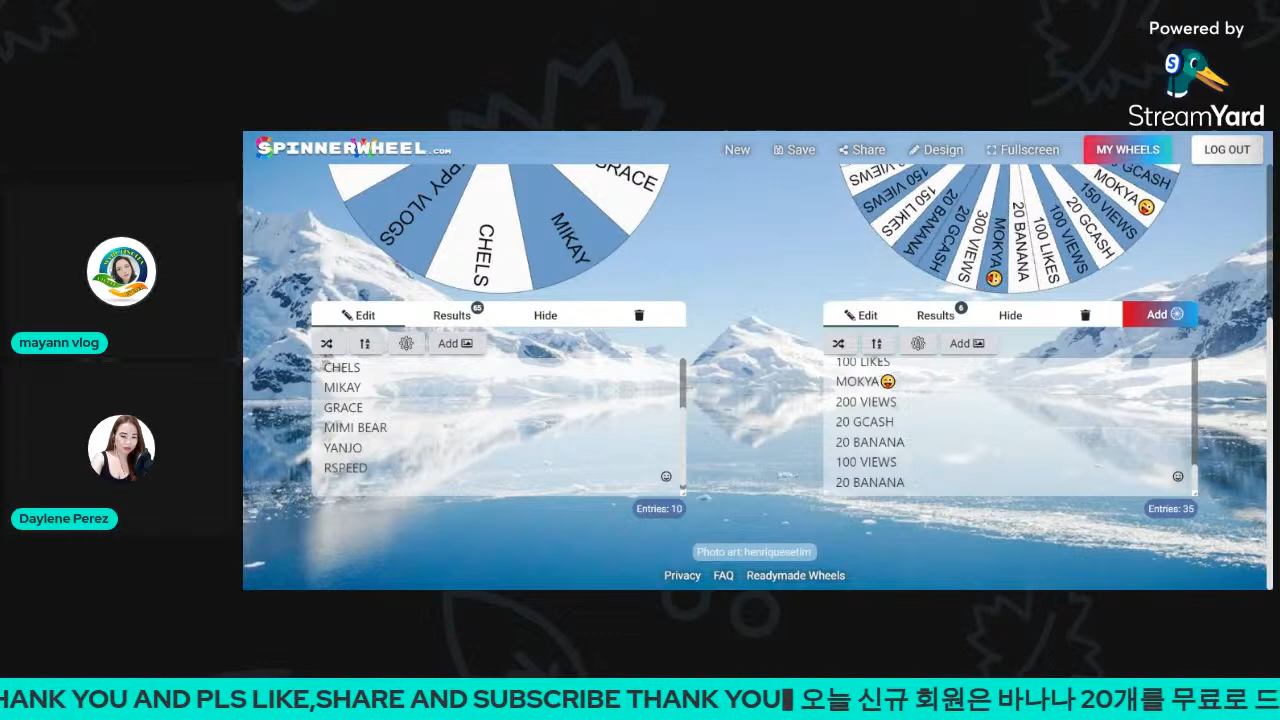 Powered by
StreamYard
SPINNERWHEEL.COM
New
Save
Share
Design
Fullscreen
MY WHEELS
LOG OUT
PPY VLOGS
CHELS
MIKAY
GRACE
150 VIEWS
150 LIKES
20 BANANA
20 GCASH
300 VIEWS
MOKYA😍
20 BANANA
100 LIKES
100 VIEWS
20 GCASH
150 VIEWS
MOKYA😜
GCASH
Edit
Results 65
Hide
Edit
Results 6
Hide
Add
Add
Add
CHELS
MIKAY
GRACE
MIMI BEAR
YANJO
RSPEED
100 LIKES
MOKYA😜
200 VIEWS
20 GCASH
20 BANANA
100 VIEWS
20 BANANA
Entries: 10
Entries: 35
Photo art: henriquesetim
Privacy
FAQ
Readymade Wheels
mayann vlog
Daylene Perez
HANK YOU AND PLS LIKE,SHARE AND SUBSCRIBE THANK YOU 오늘 신규 회원은 바나나 20개를 무료로 드